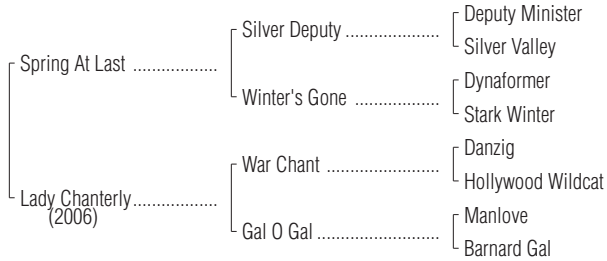 Deputy Minister
Silver Deputy ....................
Silver Valley
Spring At Last ..................
Dynaformer
Winter's Gone ..................
Stark Winter
Danzig
War Chant ........................
Hollywood Wildcat
Lady Chanterly..................
(2006)
Manlove
Gal O Gal ..........................
Barnard Gal